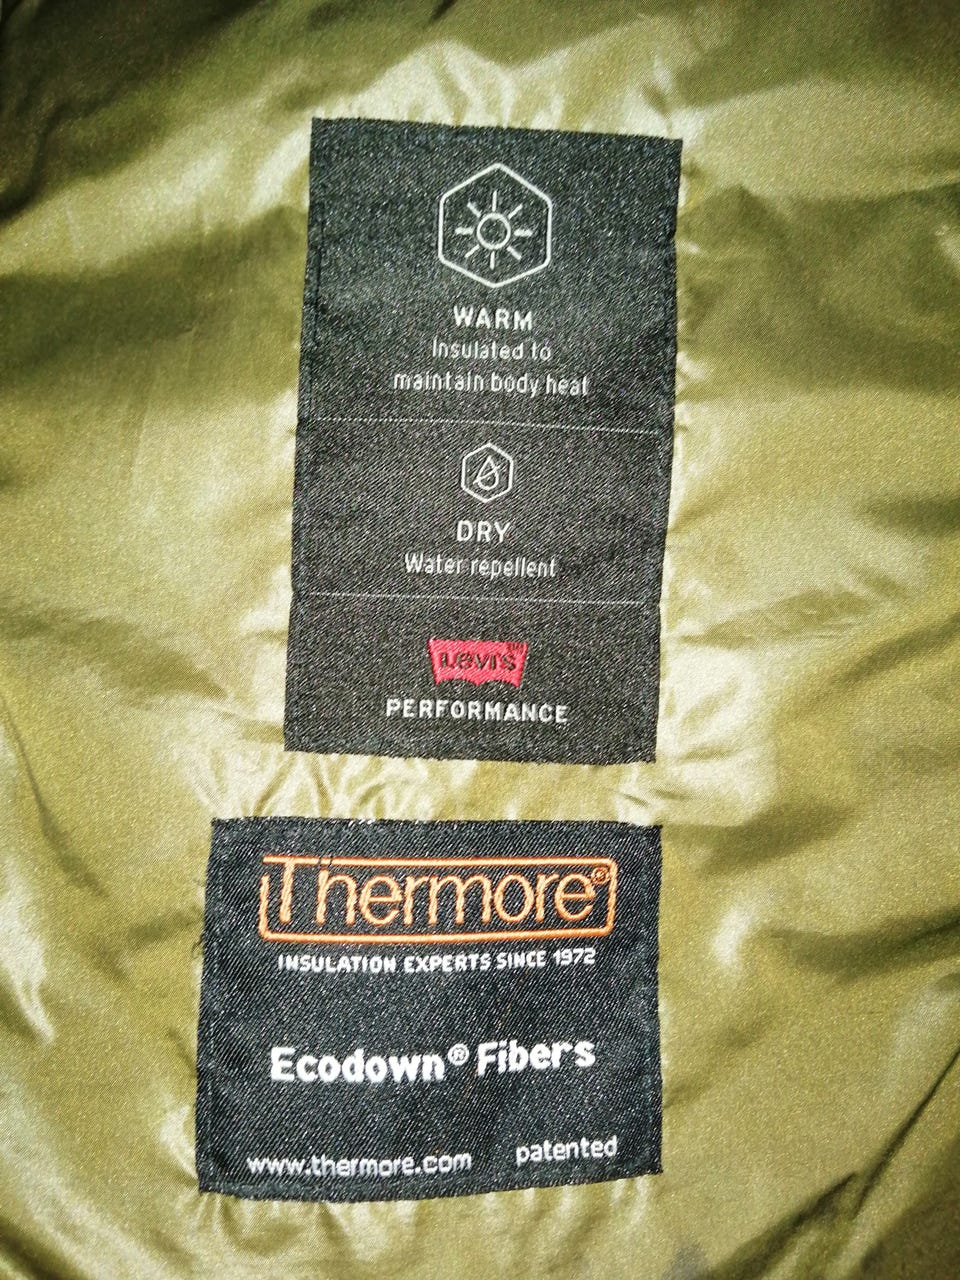 WARM
Insulated to
maintain body heat
DRY
Water repellent
Levi's
PERFORMANCE
Thermore®
INSULATION EXPERTS SINCE 1972
Ecodown® Fibers
www.thermore.com patented